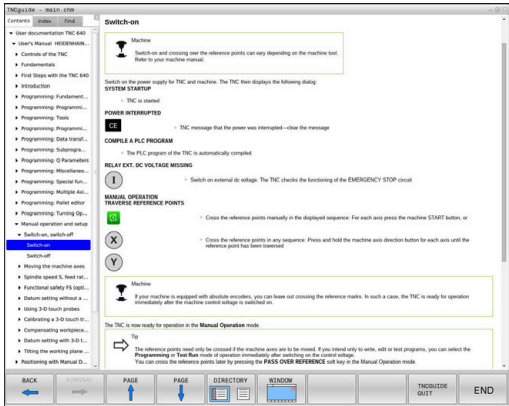 TNCguide - main.chm
Contents Index Find
User documentation TNC 640
User's Manual HEIDENHAIN...
Controls of the TNC
Fundamentals
First Steps with the TNC 640
Introduction
Programming: Fundament...
Programming: Programmi...
Programming: Tools
Programming: Programmi...
Programming: Data transf...
Programming: Subprogra...
Programming: Q Parameters
Programming: Miscellaneo...
Programming: Special fun...
Programming: Multiple Axi...
Programming: Pallet editor
Programming: Turning Op...
Manual operation and setup
Switch-on, switch-off
Switch-on
Switch-off
Moving the machine axes
Spindle speed S, feed rat...
Functional safety FS (opti...
Datum setting without a ...
Using 3-D touch probes
Calibrating a 3-D touch tr...
Compensating workpiece...
Datum setting with 3-D t...
Tilting the working plane ...
Positioning with Manual D...
Switch-on
Machine
Switch-on and crossing over the reference points can vary depending on the machine tool.
Refer to your machine manual.
Switch on the power supply for TNC and machine. The TNC then displays the following dialog:
SYSTEM STARTUP
TNC is started
POWER INTERRUPTED
CE
TNC message that the power was interrupted—clear the message
COMPILE A PLC PROGRAM
The PLC program of the TNC is automatically compiled
RELAY EXT. DC VOLTAGE MISSING
I
Switch on external dc voltage. The TNC checks the functioning of the EMERGENCY STOP circuit
MANUAL OPERATION
TRAVERSE REFERENCE POINTS
Cross the reference points manually in the displayed sequence: For each axis press the machine START button, or
X
Cross the reference points in any sequence: Press and hold the machine axis direction button for each axis until the
reference point has been traversed
Y
Machine
If your machine is equipped with absolute encoders, you can leave out crossing the reference marks. In such a case, the TNC is ready for operation
immediately after the machine control voltage is switched on.
The TNC is now ready for operation in the Manual Operation mode.
Tip
The reference points need only be crossed if the machine axes are to be moved. If you intend only to write, edit or test programs, you can select the
Programming or Test Run mode of operation immediately after switching on the control voltage.
You can cross the reference points later by pressing the PASS OVER REFERENCE soft key in the Manual Operation mode.
BACK
FORWARD
PAGE
PAGE
DIRECTORY
WINDOW
TNCGUIDE
QUIT
END